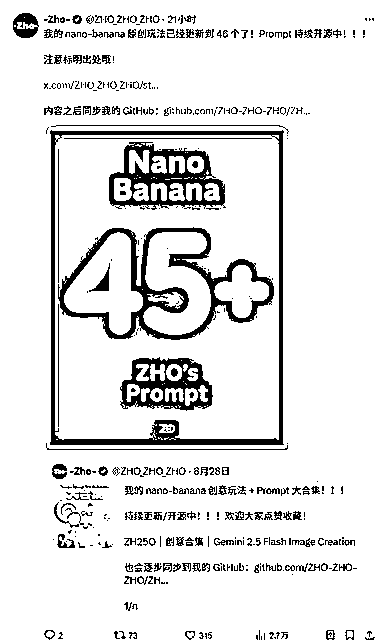 -Zho- @ZHO_ZHO_ZHO · 21小时
我的 nano-banana 原创玩法已经更新到 46 个了！Prompt 持续开源中！！！
注意标明出处哦！
x.com/ZHO_ZHO_ZHO/st...
内容之后同步我的 GitHub：github.com/ZHO-ZHO-ZHO/ZH...
Nano
Banana
45+
ZHO's
Prompt
-Zho- @ZHO_ZHO_ZHO · 8月28日
我的 nano-banana 创意玩法 + Prompt 大合集！！！
持续更新/开源中！！！欢迎大家点赞收藏！
ZH25O｜创意合集｜Gemini 2.5 Flash Image Creation
也会逐步同步到我的 GitHub：github.com/ZHO-ZHO-
ZHO/ZH...
1/n
2 73 315 2.7万